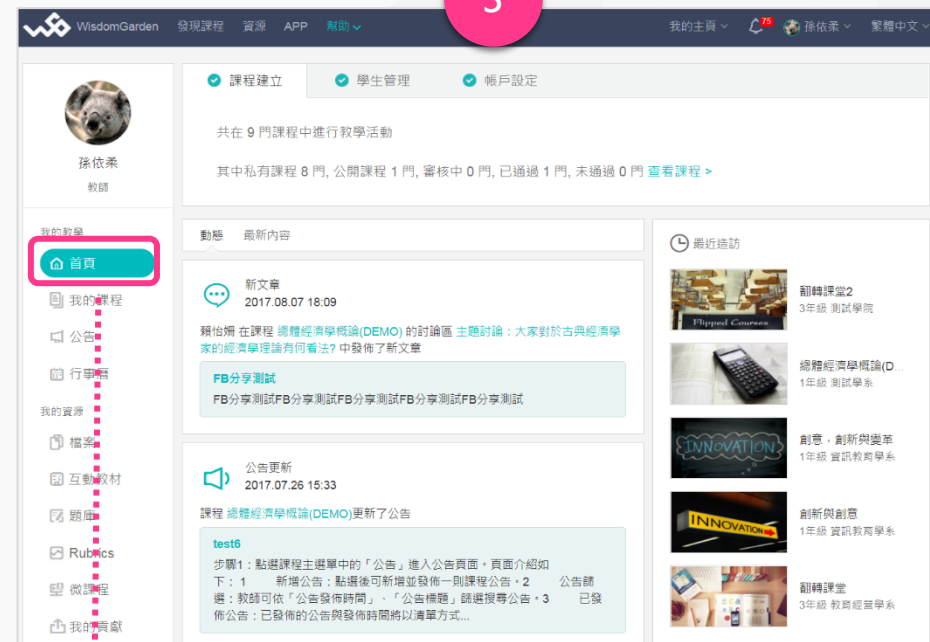 3
WisdomGarden 發現課程 資源 APP 幫助
我的主頁 75 孫依柔 繁體中文
孫依柔
教師
我的教學
首頁
我的課程
公告
行事曆
我的資源
檔案
互動教材
題庫
Rubrics
微課程
我的貢獻
課程建立 學生管理 帳戶設定
共在 9 門課程中進行教學活動
其中私有課程 8 門, 公開課程 1 門, 審核中 0 門, 已通過 1 門, 未通過 0 門 查看課程 >
動態 最新內容
新文章
2017.08.07 18:09
賴怡姍 在課程 總體經濟學概論(DEMO) 的討論區 主題討論：大家對於古典經濟學
家的經濟學理論有何看法? 中發佈了新文章
FB分享測試
FB分享測試FB分享測試FB分享測試FB分享測試FB分享測試
公告更新
2017.07.26 15:33
課程 總體經濟學概論(DEMO)更新了公告
test6
步驟1：點選課程主選單中的「公告」進入公告頁面。頁面介紹如
下： 1 新增公告：點選後可新增並發佈一則課程公告。2 公告篩
選：教師可依「公告發佈時間」、「公告標題」篩選搜尋公告。3 已發
佈公告：已發佈的公告與發佈時間將以清單方式...
最近造訪
Flipped Courses
翻轉課堂2
3年級 測試學院
總體經濟學概論(D...
1年級 測試學系
INNOVATION
創意，創新與變革
1年級 資訊教育學系
INNOVATION
創新與創意
1年級 資訊教育學系
翻轉課堂
3年級 教育經營學系